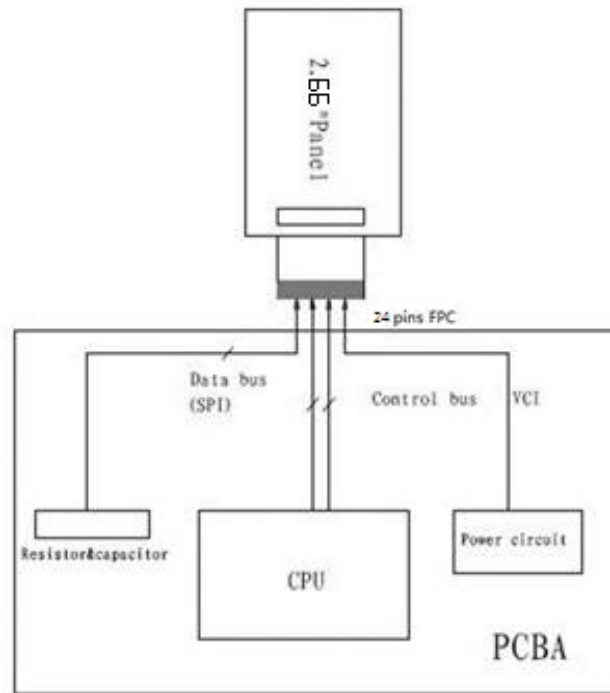 2.66"Panel
24 pins FPC
Data bus
(SPI)
Control bus
VCI
Resistor&capacitor
CPU
Power circuit
PCBA